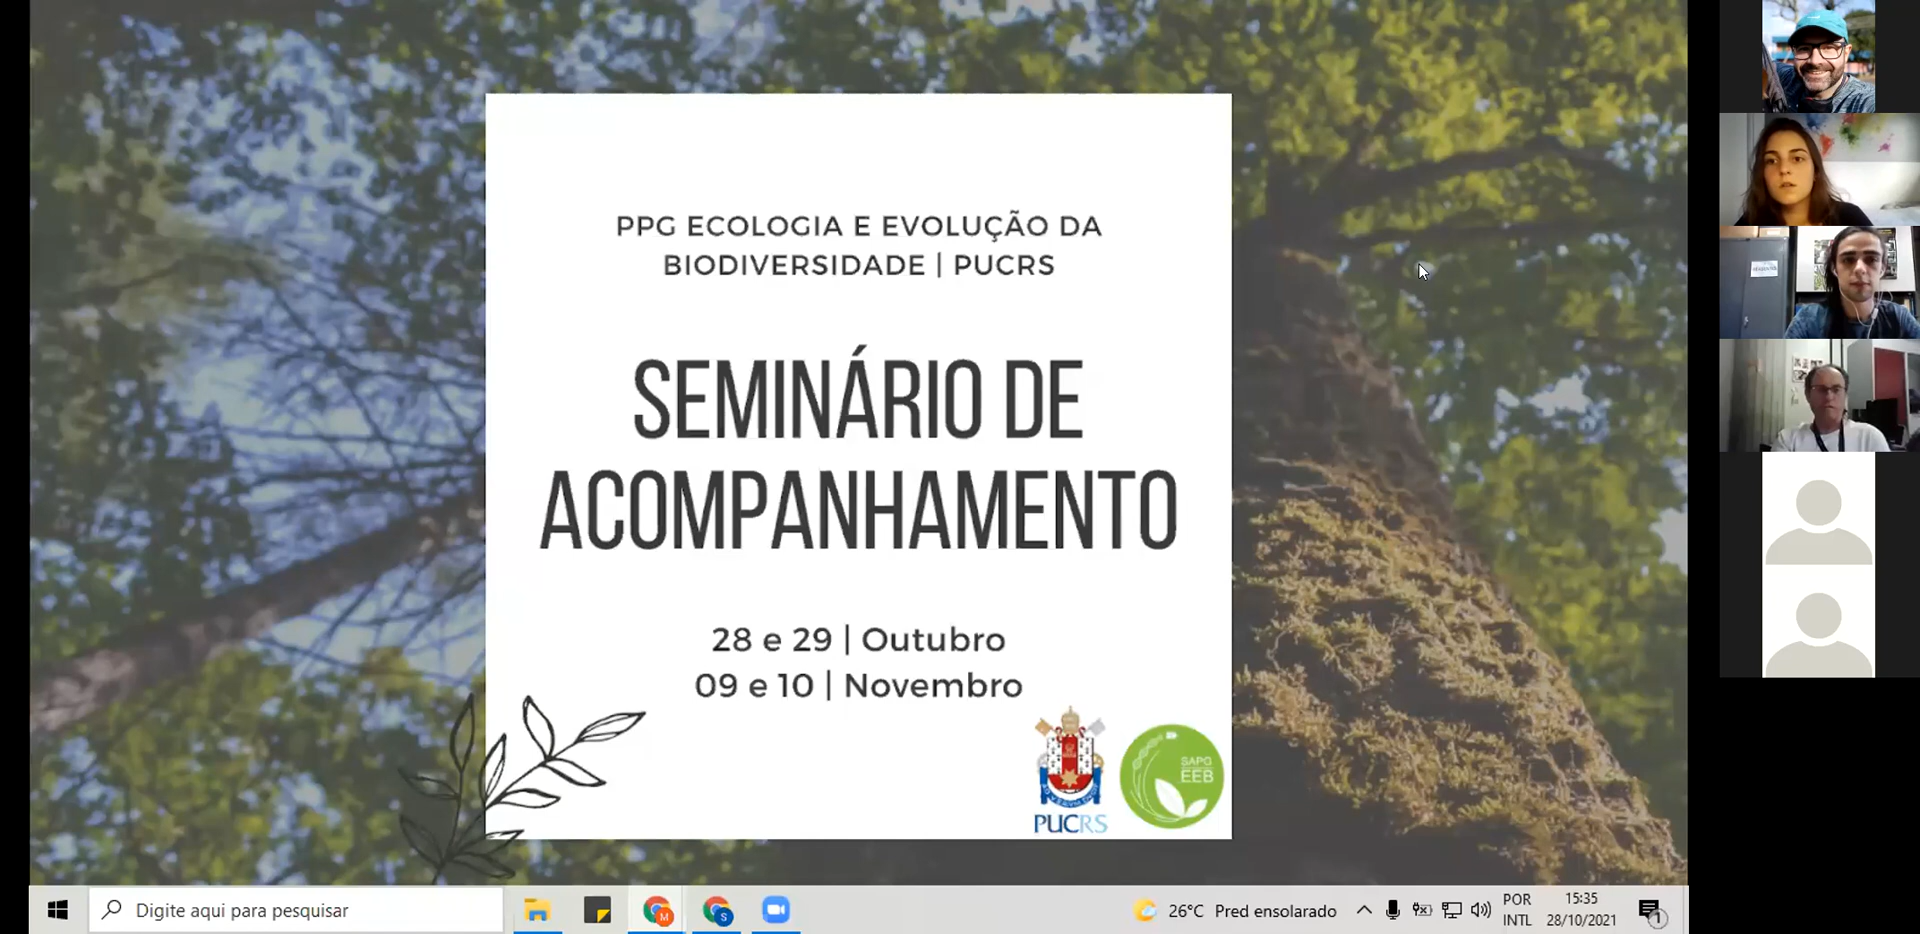 PPG ECOLOGIA E EVOLUÇÃO DA
BIODIVERSIDADE | PUCRS
SEMINÁRIO DE
ACOMPANHAMENTO
28 e 29 | Outubro
09 e 10 | Novembro
PUCRS
SAPG
EEB
Digite aqui para pesquisar
M
S
26°C Pred ensolarado
POR
INTL
15:35
28/10/2021
1